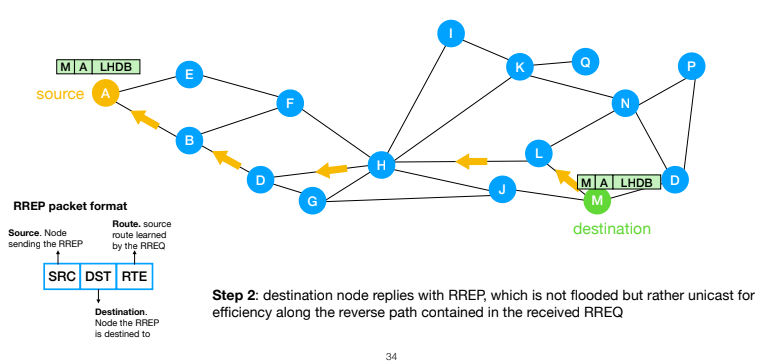 I
K
Q
P
M A LHDB
A
source
E
F
N
B
H
L
D
G
J
M A LHDB
M
D
destination
RREP packet format
Source. Node
sending the RREP
Route. source
route learned
by the RREQ
SRC DST RTE
Destination.
Node the RREP
is destined to
Step 2: destination node replies with RREP, which is not flooded but rather unicast for
efficiency along the reverse path contained in the received RREQ
34